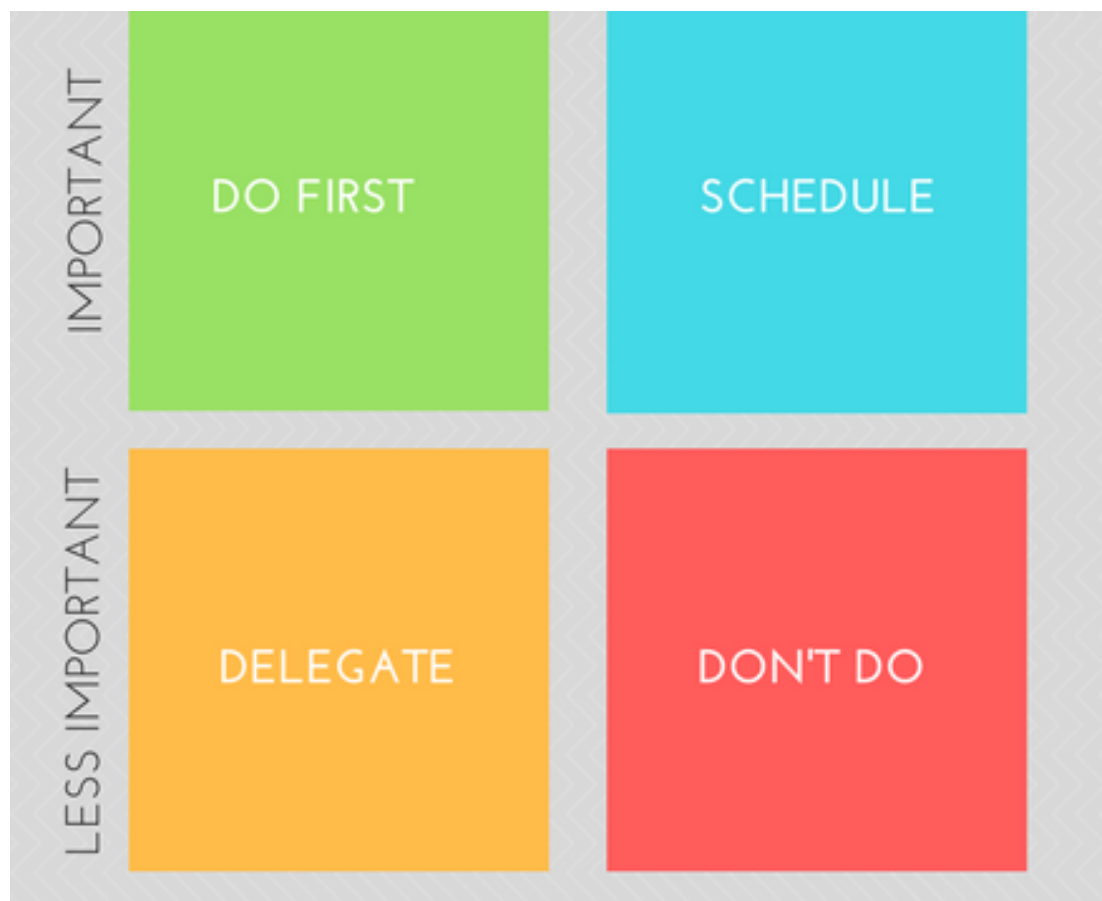 IMPORTANT
DO FIRST
SCHEDULE
LESS IMPORTANT
DELEGATE
DON'T DO